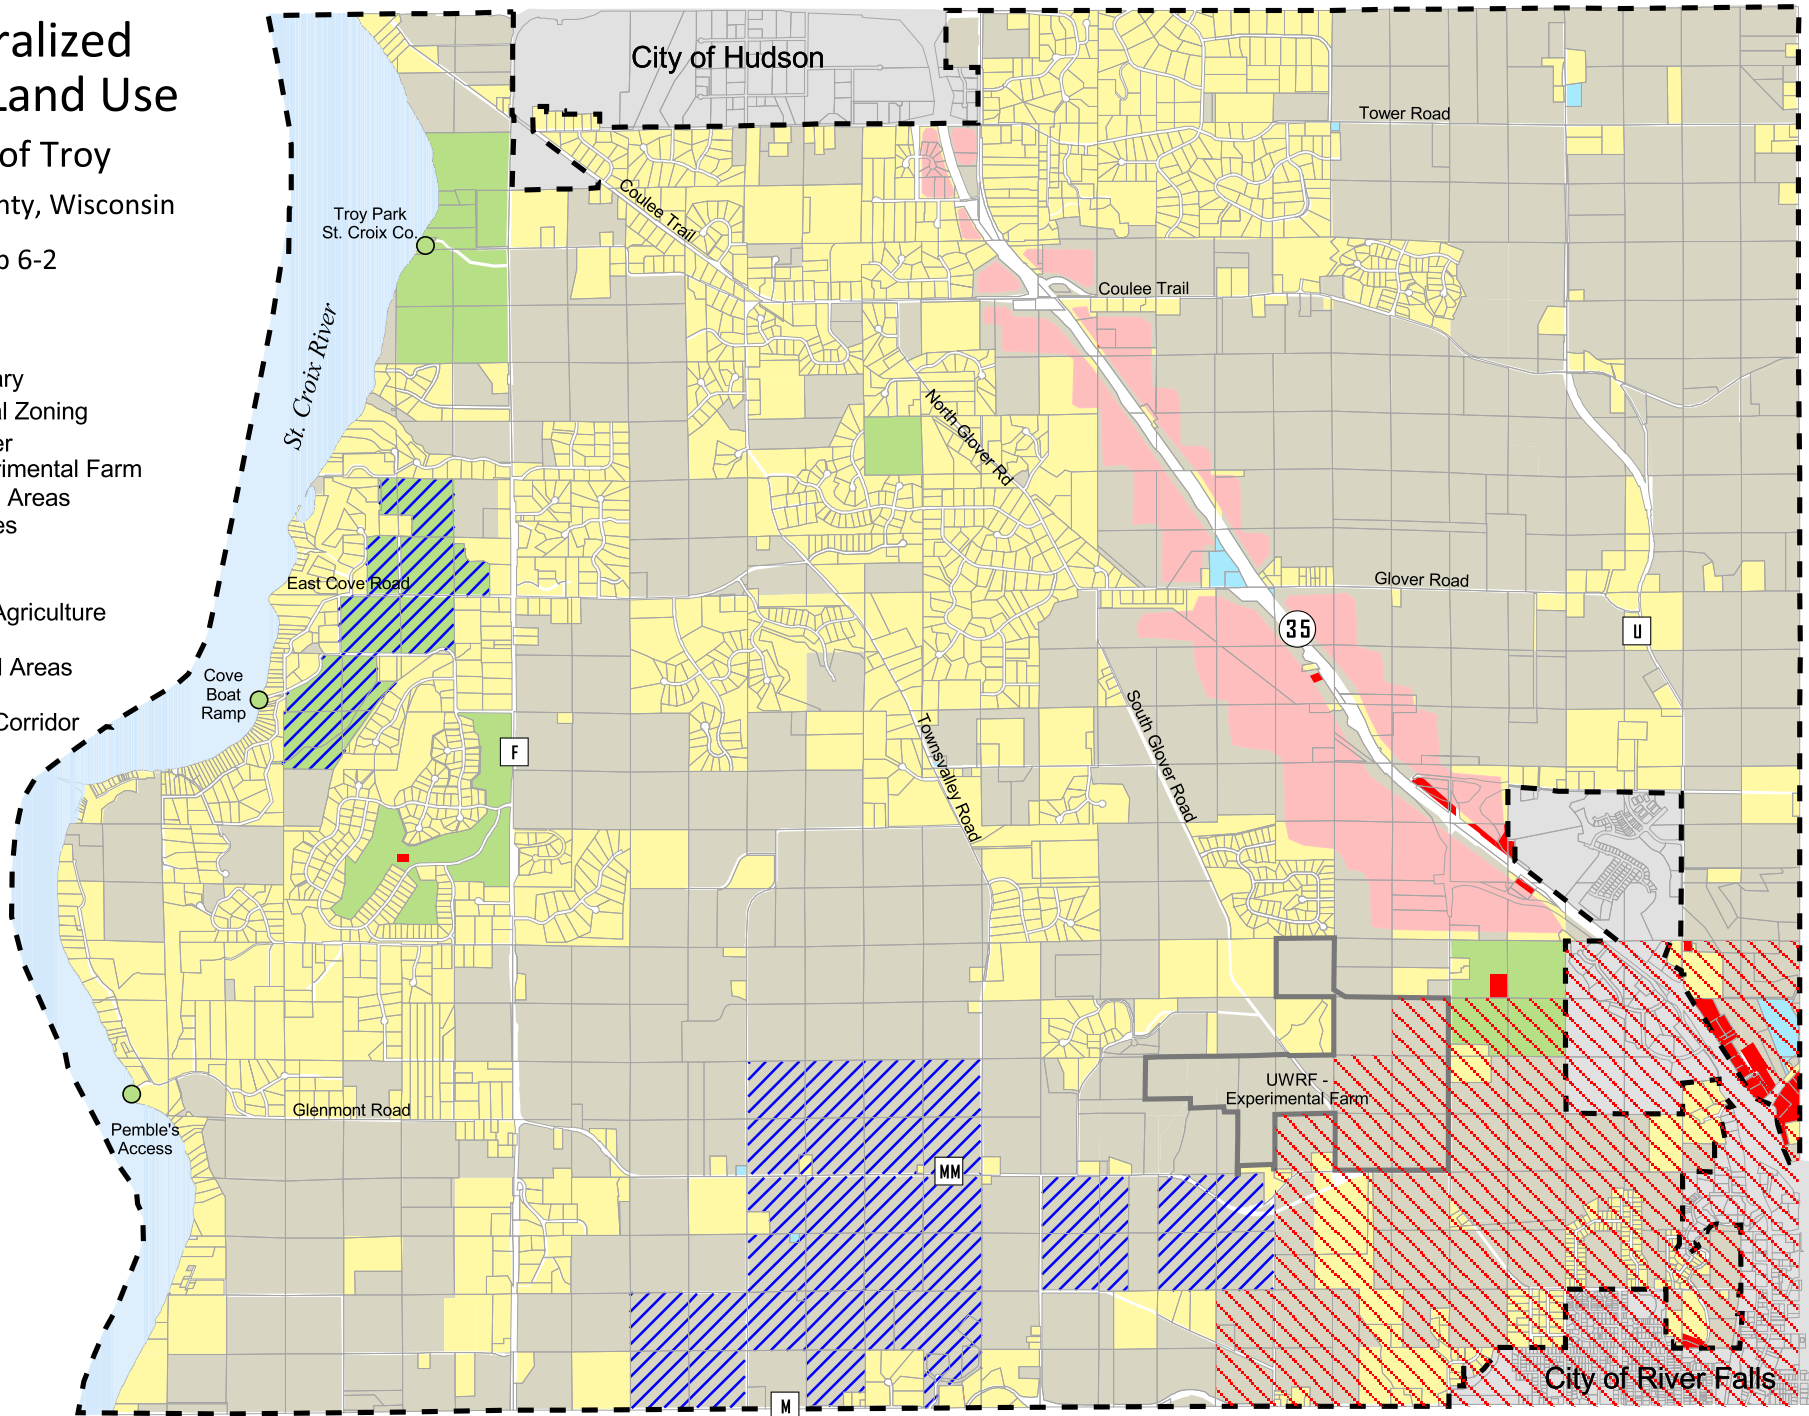 ralized
Land Use
of Troy
nty, Wisconsin
p 6-2
ary
l Zoning
er
rimental Farm
Areas
es
Agriculture
l Areas
Corridor
City of Hudson
Tower Road
Troy Park
St. Croix Co.
Coulee Trail
Coulee Trail
St. Croix River
North Glover Rd
East Cove Road
Glover Road
35
U
Cove
Boat
Ramp
F
Townsvalley Road
South Glover Road
UWRF -
Experimental Farm
Glenmont Road
Pemble's
Access
MM
City of River Falls
M